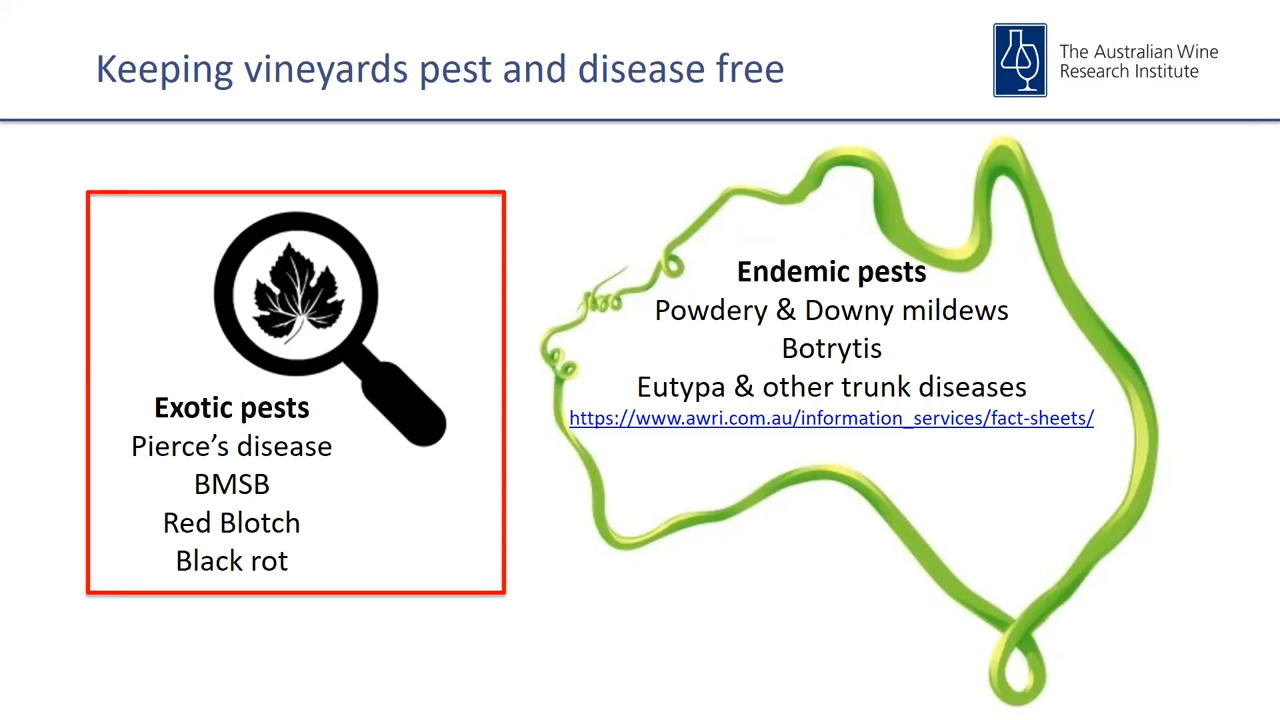 Keeping vineyards pest and disease free
The Australian Wine
Research Institute
Exotic pests
Pierce’s disease
BMSB
Red Blotch
Black rot
Endemic pests
Powdery & Downy mildews
Botrytis
Eutypa & other trunk diseases
https://www.awri.com.au/information_services/fact-sheets/